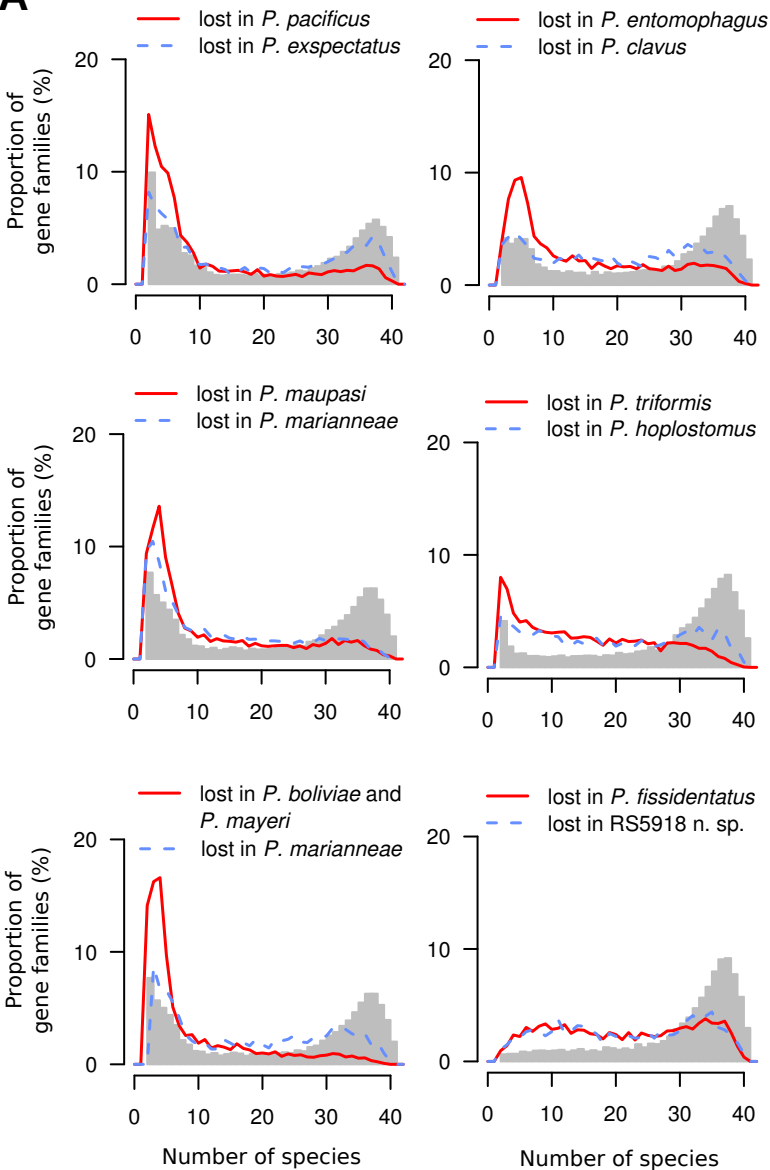 A
lost in P. pacificus
lost in P. exspectatus
Proportion of
gene families (%)
20
10
0
0 10 20 30 40
lost in P. entomophagus
lost in P. clavus
20
10
0
0 10 20 30 40
lost in P. maupasi
lost in P. marianneae
Proportion of
gene families (%)
20
10
0
0 10 20 30 40
lost in P. triformis
lost in P. hoplostomus
20
10
0
0 10 20 30 40
lost in P. boliviae and
P. mayeri
lost in P. marianneae
Proportion of
gene families (%)
20
10
0
0 10 20 30 40
Number of species
lost in P. fissidentatus
lost in RS5918 n. sp.
20
10
0
0 10 20 30 40
Number of species